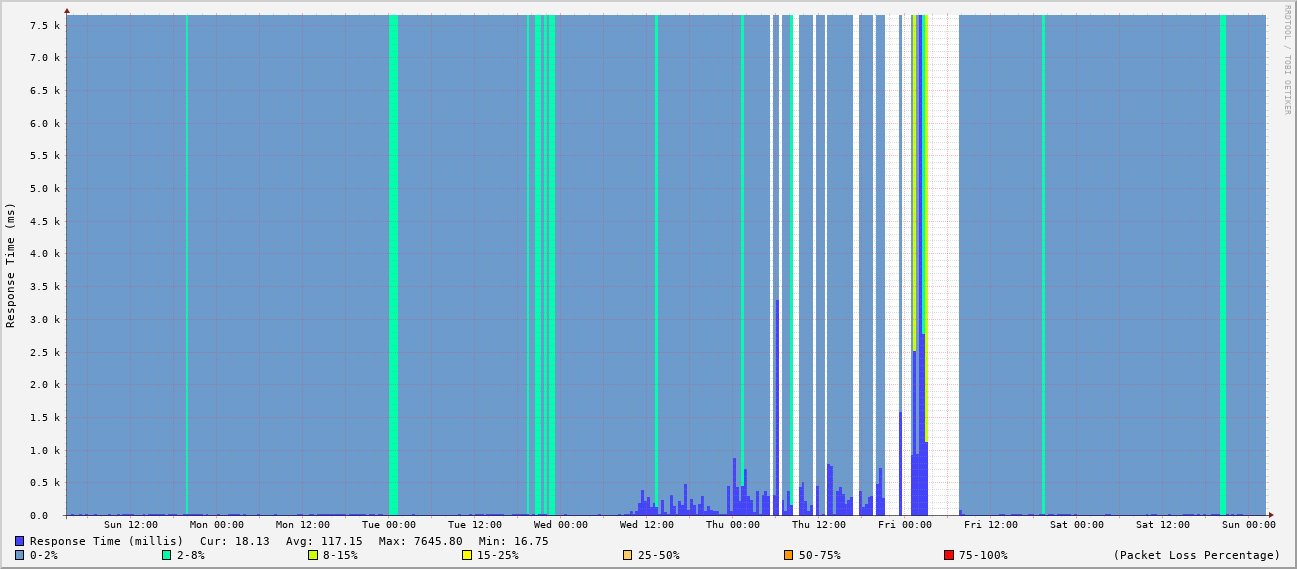 RRDTOOL / TOBI OETIKER
Response Time (ms)
7.5 k
7.0 k
6.5 k
6.0 k
5.5 k
5.0 k
4.5 k
4.0 k
3.5 k
3.0 k
2.5 k
2.0 k
1.5 k
1.0 k
0.5 k
0.0
Sun 12:00 Mon 00:00 Mon 12:00 Tue 00:00 Tue 12:00 Wed 00:00 Wed 12:00 Thu 00:00 Thu 12:00 Fri 00:00 Fri 12:00 Sat 00:00 Sat 12:00 Sun 00:00
Response Time (millis) Cur: 18.13 Avg: 117.15 Max: 7645.80 Min: 16.75
0-2% 2-8% 8-15% 15-25% 25-50% 50-75% 75-100% (Packet Loss Percentage)